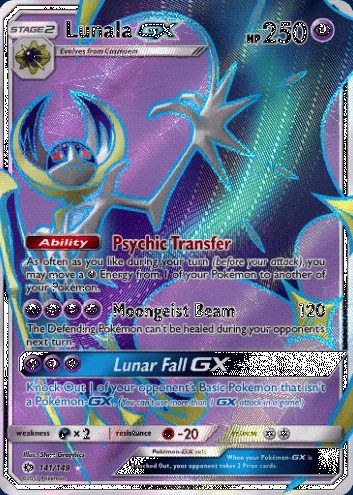 STAGE2
Lunala GX
HP 250
Evolves from Cosmoem
Ability Psychic Transfer
As often as you like during your turn (before your attack), you
may move a Energy from 1 of your Pokémon to another of
your Pokémon.
Moongeist Beam 120
The Defending Pokémon can't be healed during your opponent's
next turn.
Lunar Fall GX
Knock Out 1 of your opponent's Basic Pokémon that isn't
a Pokémon-GX. (You can't use more than 1 GX attack in a game.)
weakness ×2 resistance -20
Pokémon-GX rule
When your Pokémon-GX is
Knocked Out, your opponent takes 2 Prize cards.
Illus.
141/149